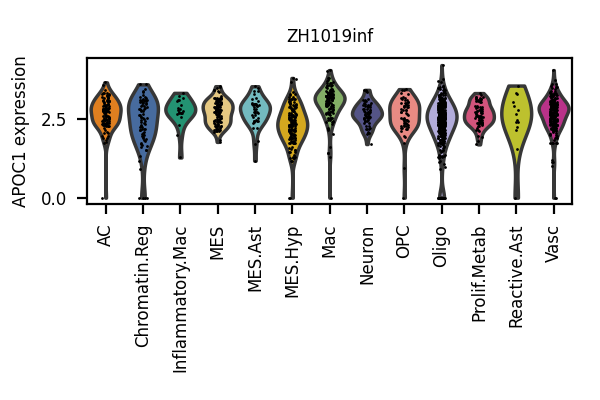 ZH1019inf
APOC1 expression
2.5
0.0
AC
Chromatin.Reg
Inflammatory.Mac
MES
MES.Ast
MES.Hyp
Mac
Neuron
OPC
Oligo
Prolif.Metab
Reactive.Ast
Vasc